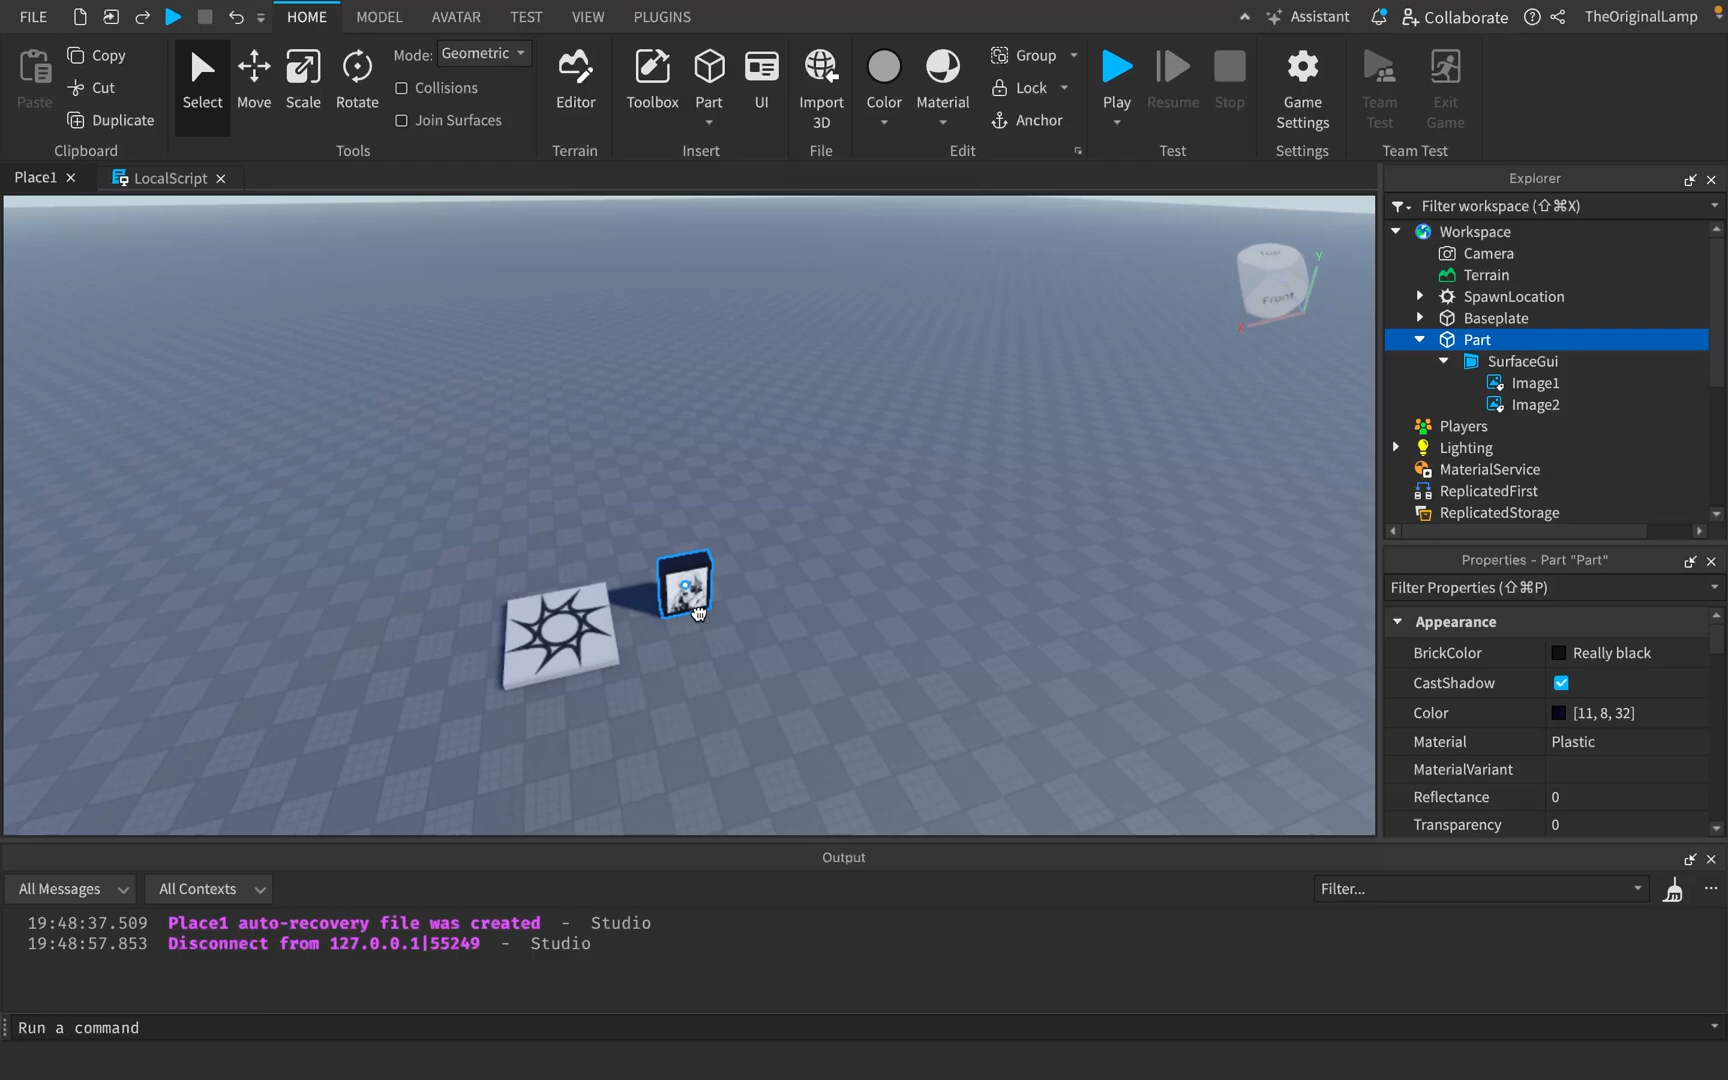 FILE HOME MODEL AVATAR TEST VIEW PLUGINS Assistant Collaborate TheOriginalLamp
Paste Copy Cut Duplicate
Clipboard
Select Move Scale Rotate
Mode: Geometric
Collisions
Join Surfaces
Tools
Editor
Terrain
Toolbox Part UI
Insert
Import
3D
File
Color Material
Group
Lock
Anchor
Edit
Play Resume Stop
Test
Game
Settings
Settings
Team
Test
Exit
Game
Team Test
Place1 LocalScript
Top
Front
X
Y
Explorer
Filter workspace (⇧⌘X)
Workspace
Camera
Terrain
SpawnLocation
Baseplate
Part
SurfaceGui
Image1
Image2
Players
Lighting
MaterialService
ReplicatedFirst
ReplicatedStorage
Properties - Part "Part"
Filter Properties (⇧⌘P)
Appearance
BrickColor Really black
CastShadow
Color [11, 8, 32]
Material Plastic
MaterialVariant
Reflectance 0
Transparency 0
Output
All Messages All Contexts Filter...
19:48:37.509 Place1 auto-recovery file was created - Studio
19:48:57.853 Disconnect from 127.0.0.1|55249 - Studio
Run a command